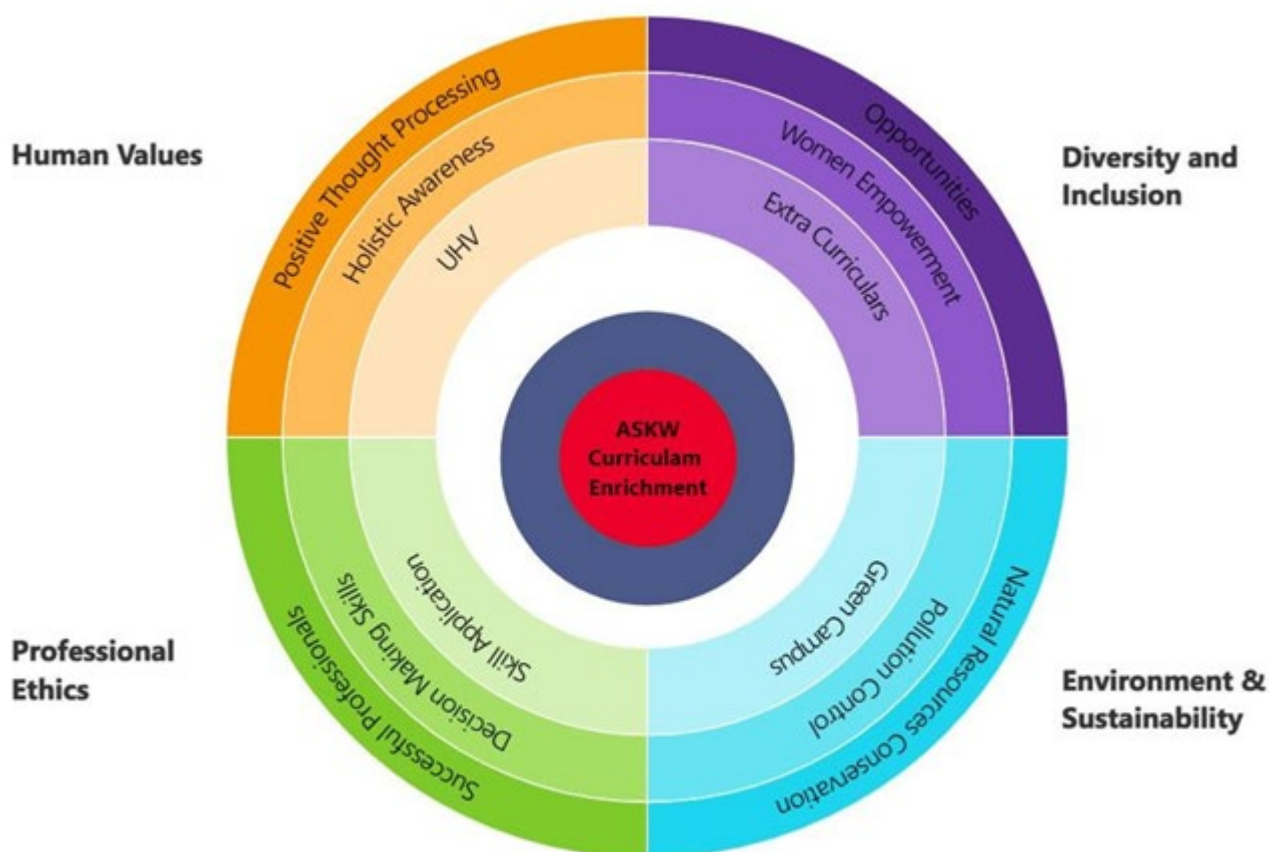 Human Values
Positive Thought Processing
Holistic Awareness
UHV
Opportunities
Women Empowerment
Extra Curriculars
Diversity and
Inclusion
ASKW
Curriculam
Enrichment
Professional
Ethics
Successful Professionals
Decision Making Skills
Skill Application
Green Campus
Pollution Control
Natural Resources Conservation
Environment &
Sustainability